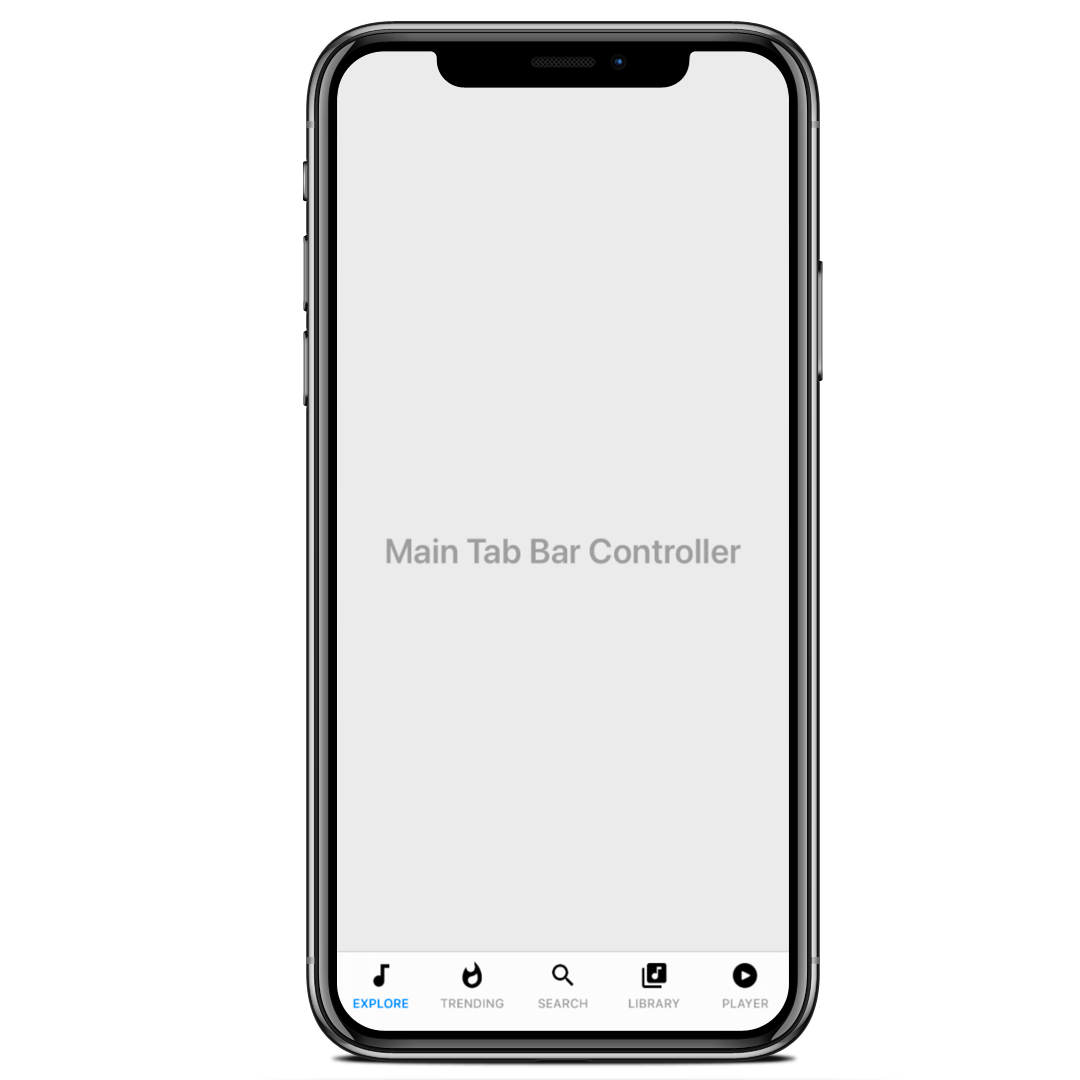 Main Tab Bar Controller
EXPLORE TRENDING SEARCH LIBRARY PLAYER